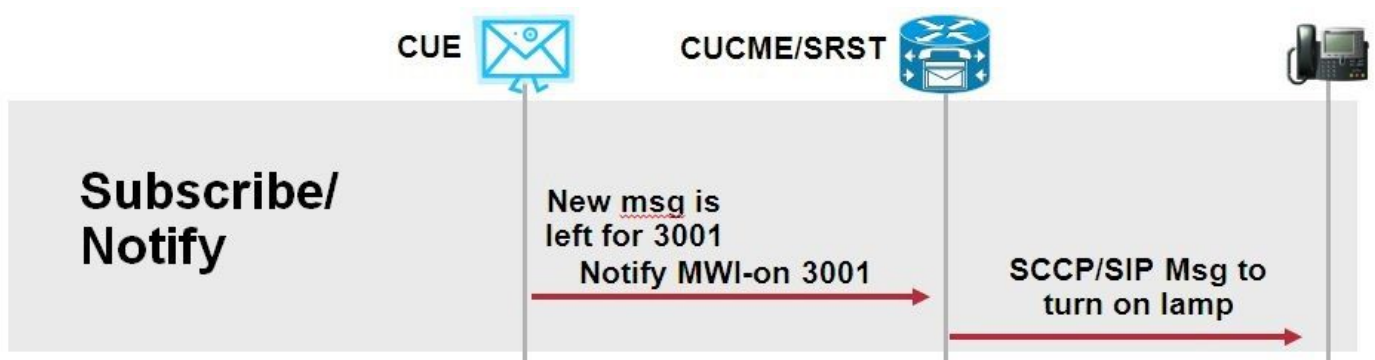 CUE
CUCME/SRST
Subscribe/
Notify
New msg is
left for 3001
Notify MWI-on 3001
SCCP/SIP Msg to
turn on lamp